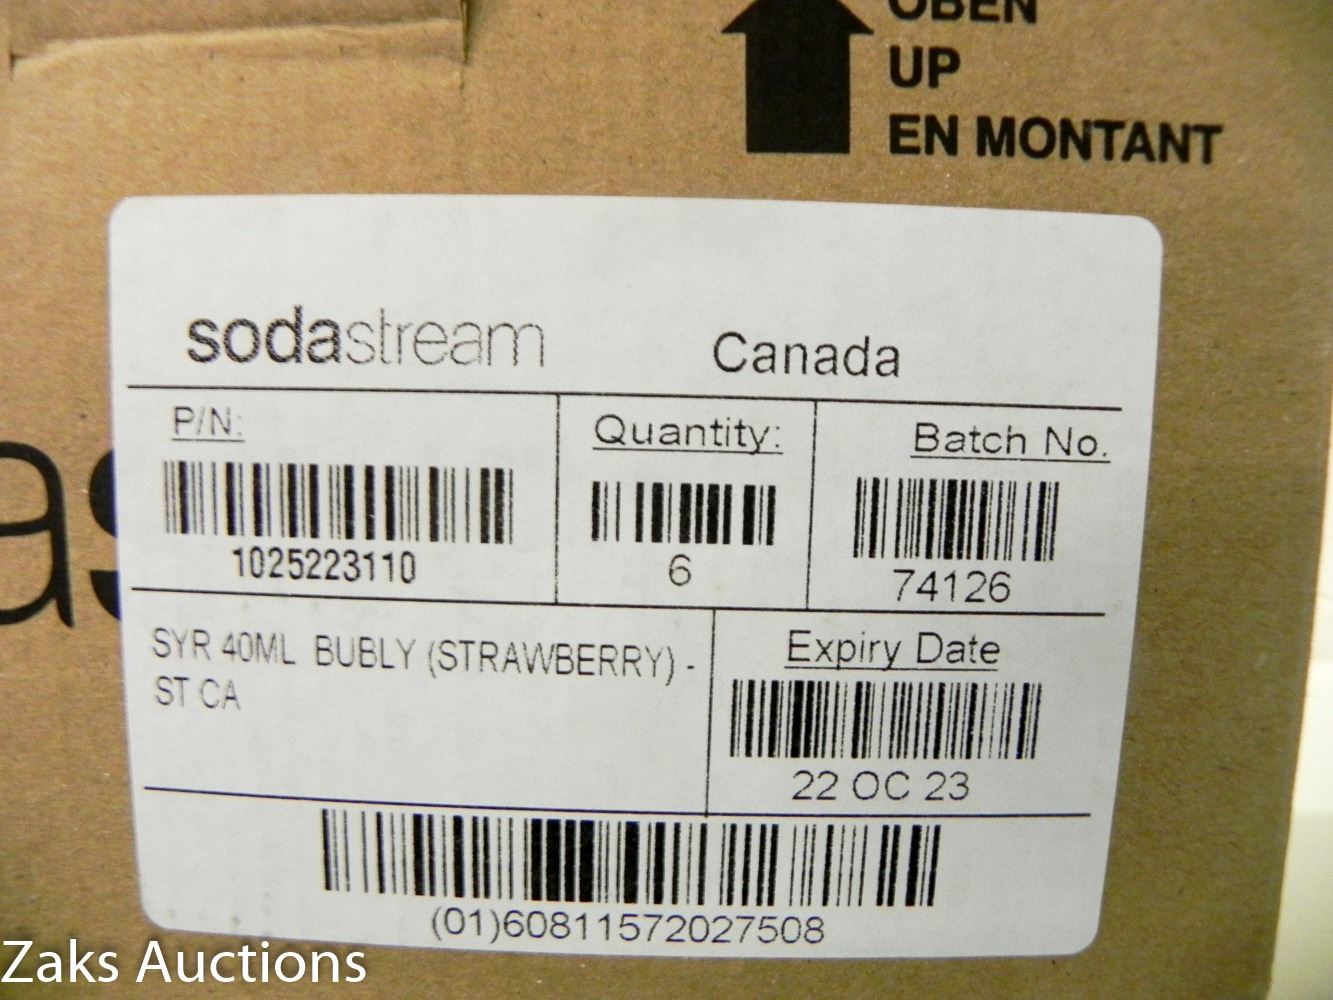 OBEN
UP
EN MONTANT
sodastream
Canada
P/N:
1025223110
Quantity:
6
Batch No.
74126
SYR 40ML BUBLY (STRAWBERRY) -
ST CA
Expiry Date
22 OC 23
(01)60811572027508
as
Zaks Auctions